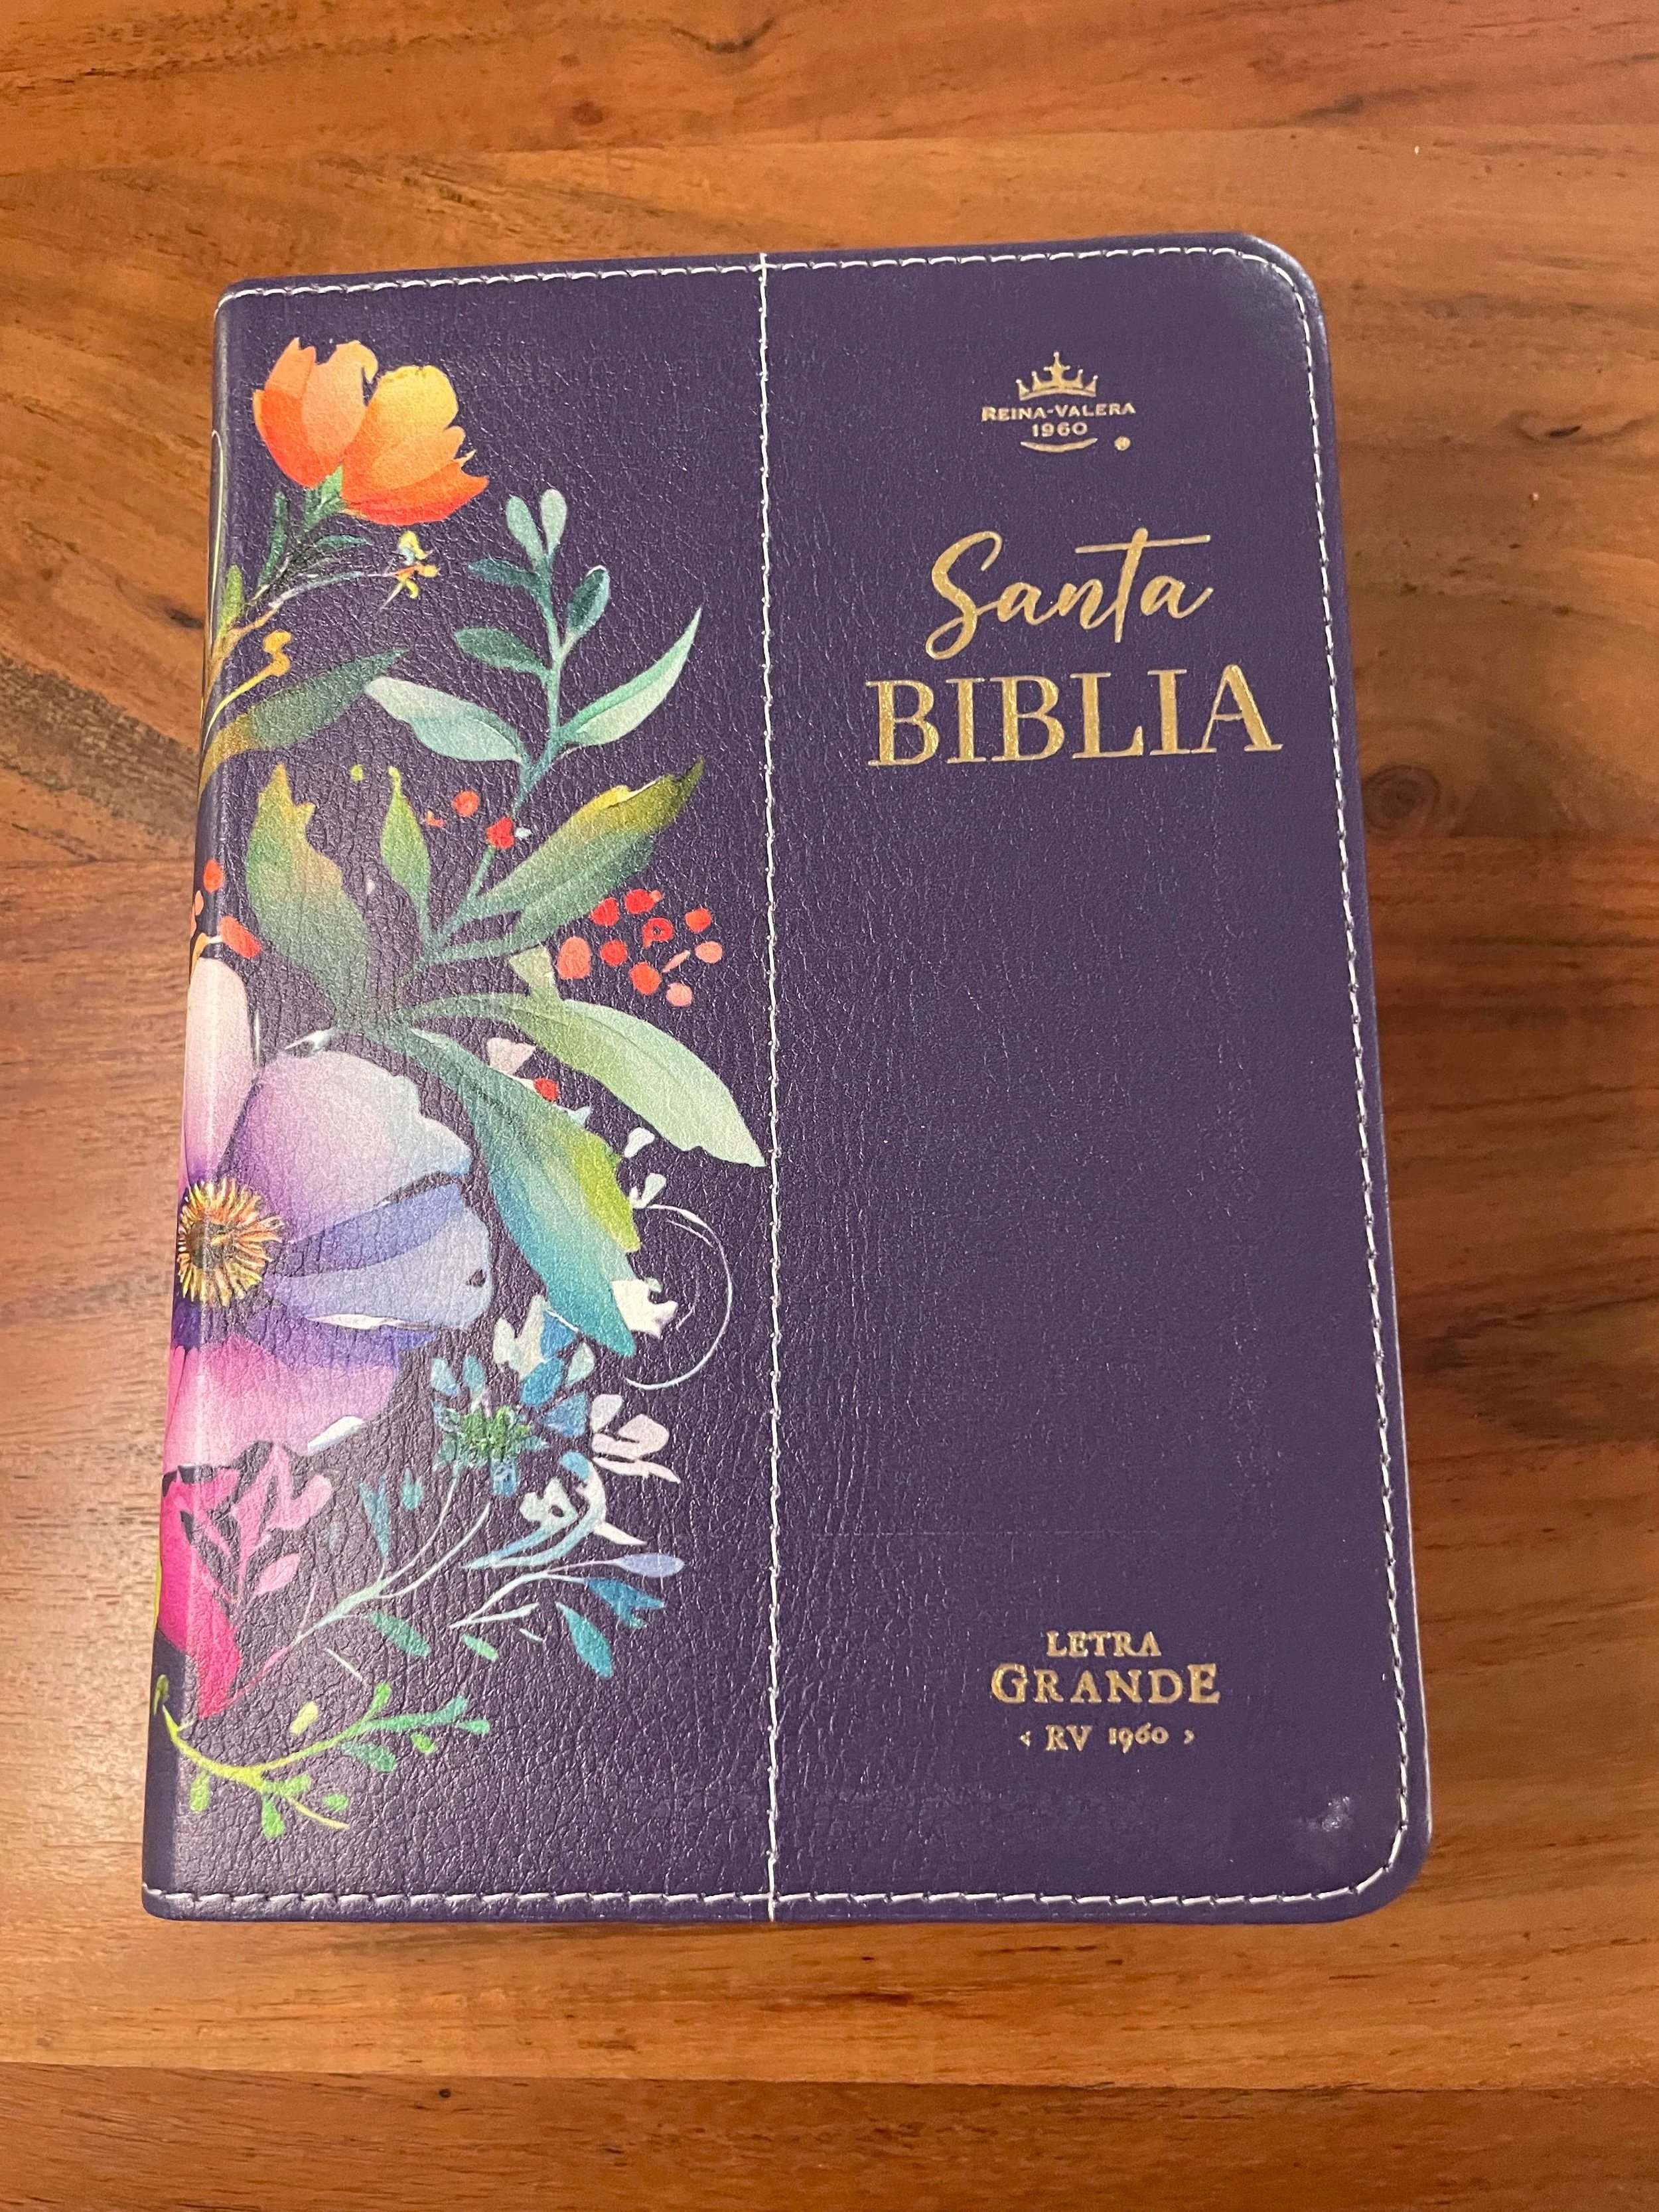 REINA-VALERA
1960
®
Santa
BIBLIA
LETRA
GRANDE
‹ RV 1960 ›